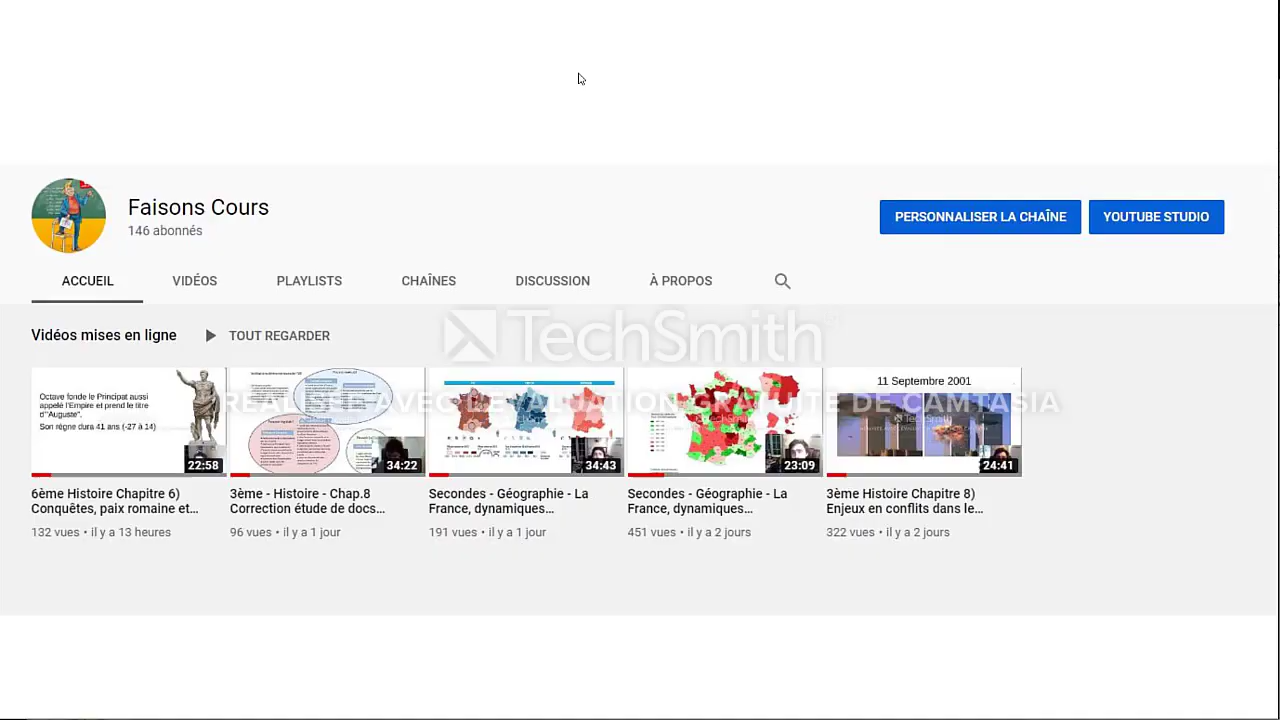 Faisons Cours
146 abonnés
PERSONNALISER LA CHAÎNE
YOUTUBE STUDIO
ACCUEIL
VIDÉOS
PLAYLISTS
CHAÎNES
DISCUSSION
À PROPOS
Vidéos mises en ligne
TOUT REGARDER
TechSmith
RÉALISÉ AVEC L'ÉVALUATION GRATUITE DE CAMTASIA
Octave fonde le Principat aussi
appelé l'Empire et prend le titre
d'"Auguste".
Son règne dura 41 ans (-27 à 14)
22:58
34:22
34:43
23:09
11 Septembre 2001
24:41
6ème Histoire Chapitre 6)
Conquêtes, paix romaine et...
132 vues • il y a 13 heures
3ème - Histoire - Chap.8
Correction étude de docs...
96 vues • il y a 1 jour
Secondes - Géographie - La
France, dynamiques...
191 vues • il y a 1 jour
Secondes - Géographie - La
France, dynamiques...
451 vues • il y a 2 jours
3ème Histoire Chapitre 8)
Enjeux en conflits dans le...
322 vues • il y a 2 jours